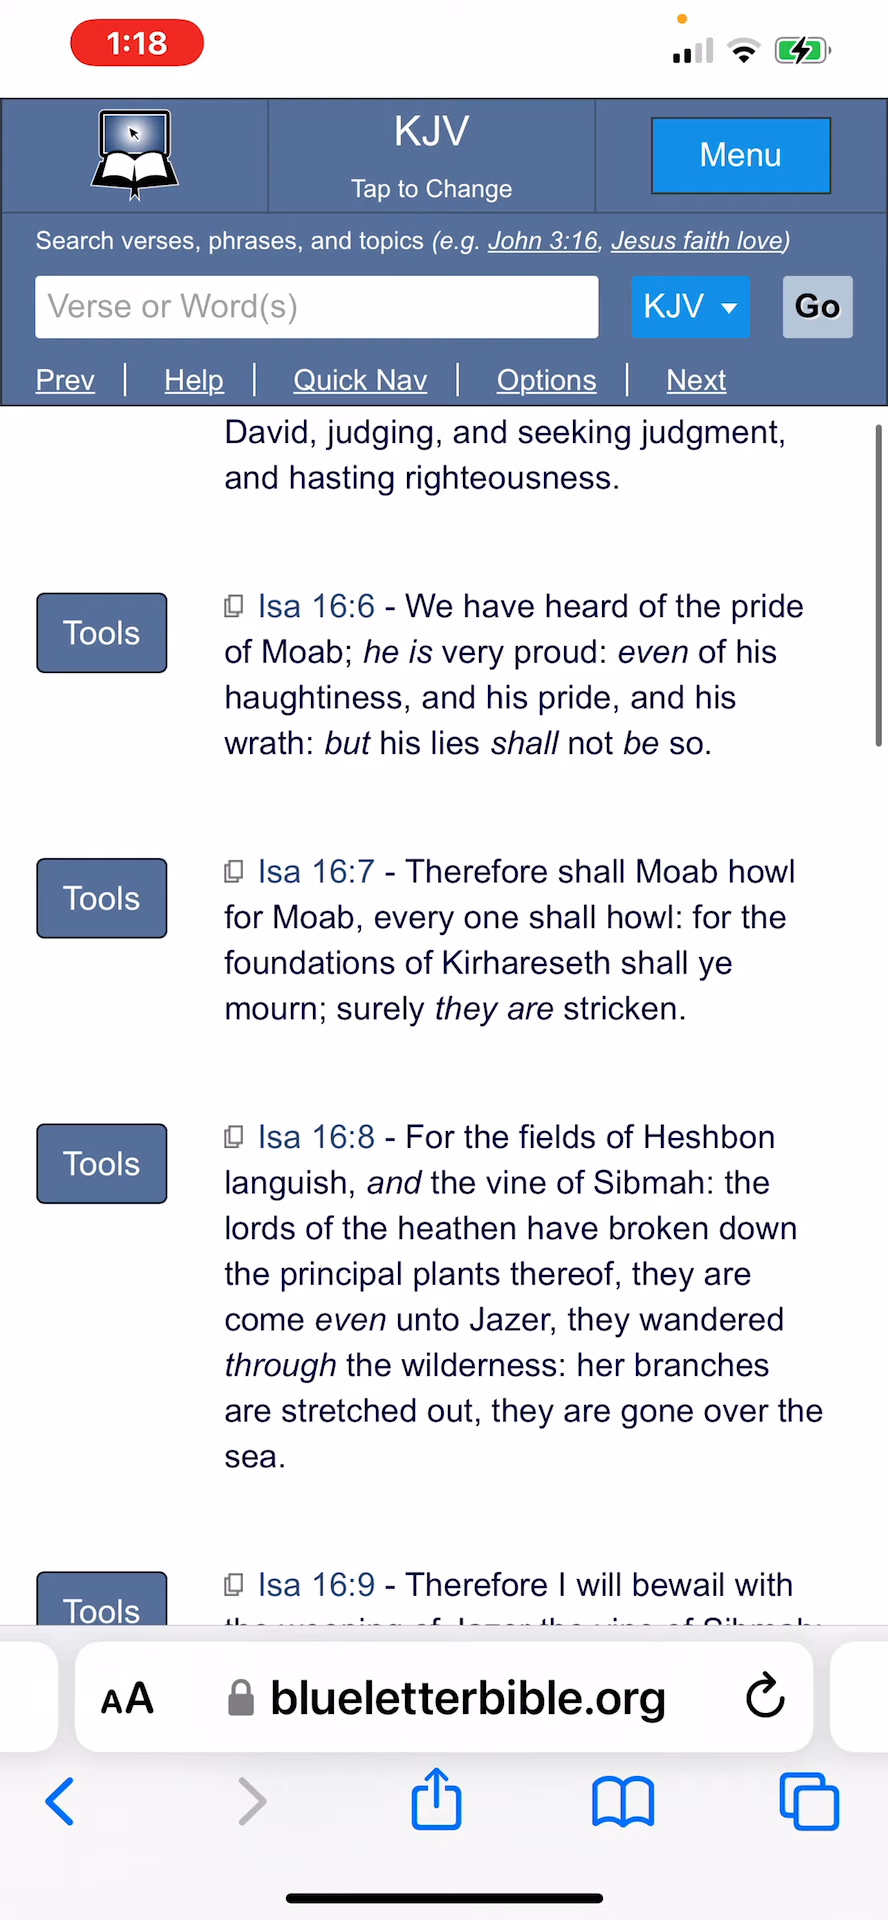 1:18
KJV
Tap to Change
Menu
Search verses, phrases, and topics (e.g. John 3:16, Jesus faith love)
Verse or Word(s)
KJV
Go
Prev | Help | Quick Nav | Options | Next
David, judging, and seeking judgment,
and hasting righteousness.
Tools
Isa 16:6 - We have heard of the pride
of Moab; he is very proud: even of his
haughtiness, and his pride, and his
wrath: but his lies shall not be so.
Tools
Isa 16:7 - Therefore shall Moab howl
for Moab, every one shall howl: for the
foundations of Kirhareseth shall ye
mourn; surely they are stricken.
Tools
Isa 16:8 - For the fields of Heshbon
languish, and the vine of Sibmah: the
lords of the heathen have broken down
the principal plants thereof, they are
come even unto Jazer, they wandered
through the wilderness: her branches
are stretched out, they are gone over the
sea.
Tools
Isa 16:9 - Therefore I will bewail with
the weeping of Jazer the vine of Sibmah:
AA
blueletterbible.org